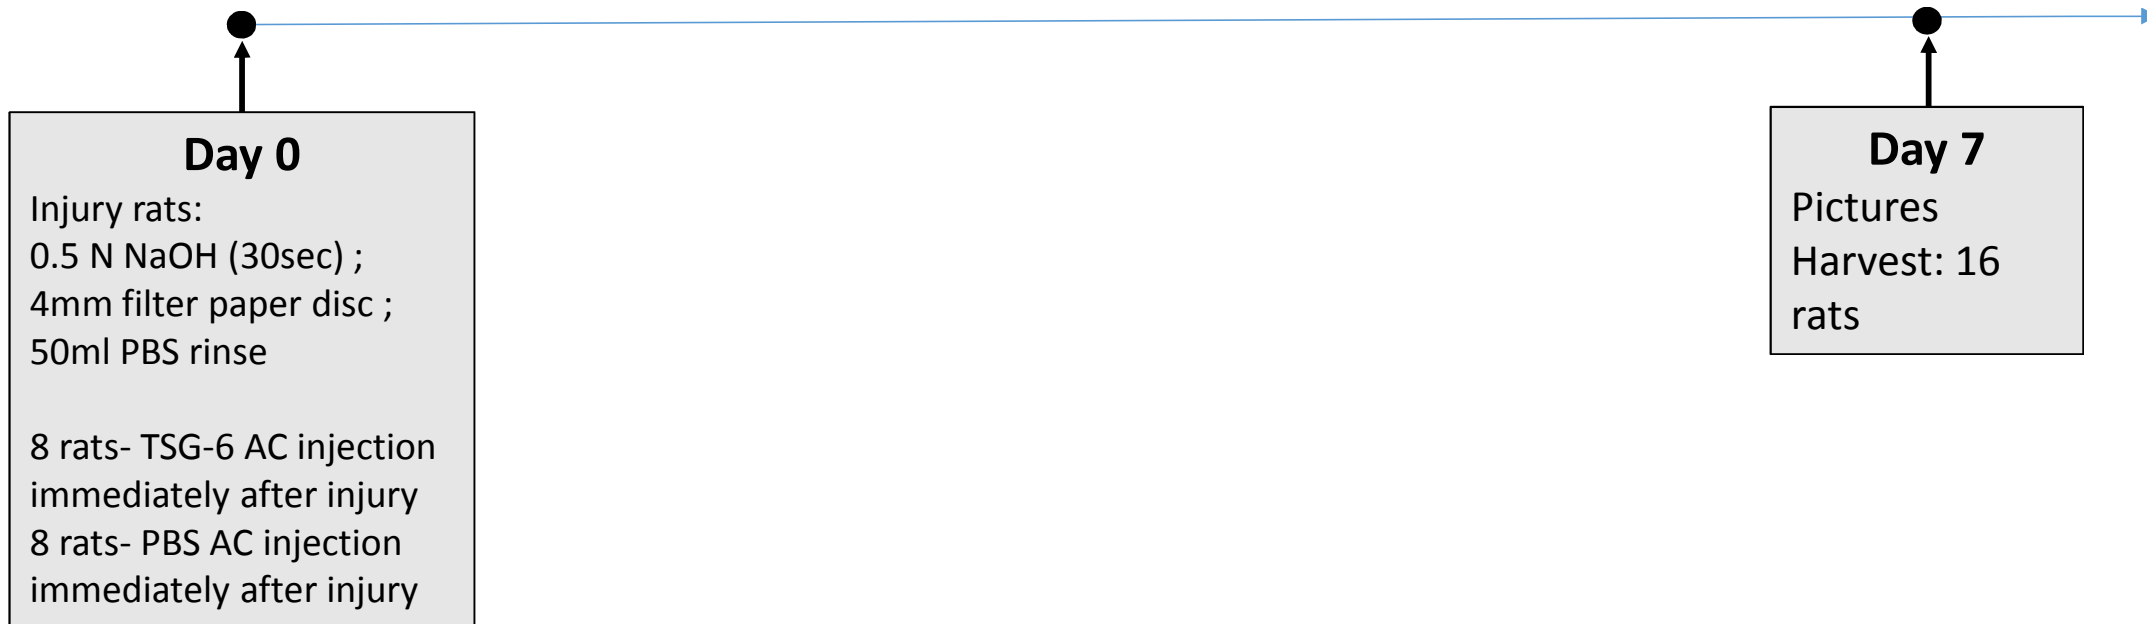 Day 0
Injury rats:
0.5 N NaOH (30sec) ;
4mm filter paper disc ;
50ml PBS rinse
8 rats- TSG-6 AC injection
immediately after injury
8 rats- PBS AC injection
immediately after injury
Day 7
Pictures
Harvest: 16
rats